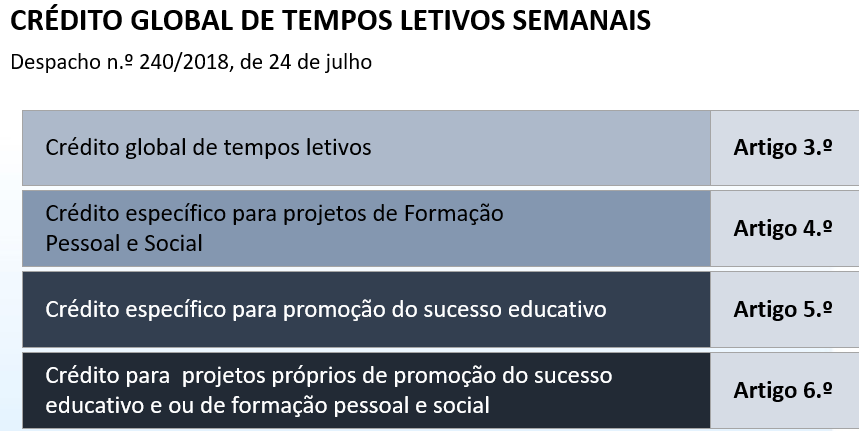 CRÉDITO GLOBAL DE TEMPOS LETIVOS SEMANAIS
Despacho n.º 240/2018, de 24 de julho
Crédito global de tempos letivos
Artigo 3.º
Crédito específico para projetos de Formação
Pessoal e Social
Artigo 4.º
Crédito específico para promoção do sucesso educativo
Artigo 5.º
Crédito para  projetos próprios de promoção do sucesso
educativo e ou de formação pessoal e social
Artigo 6.º